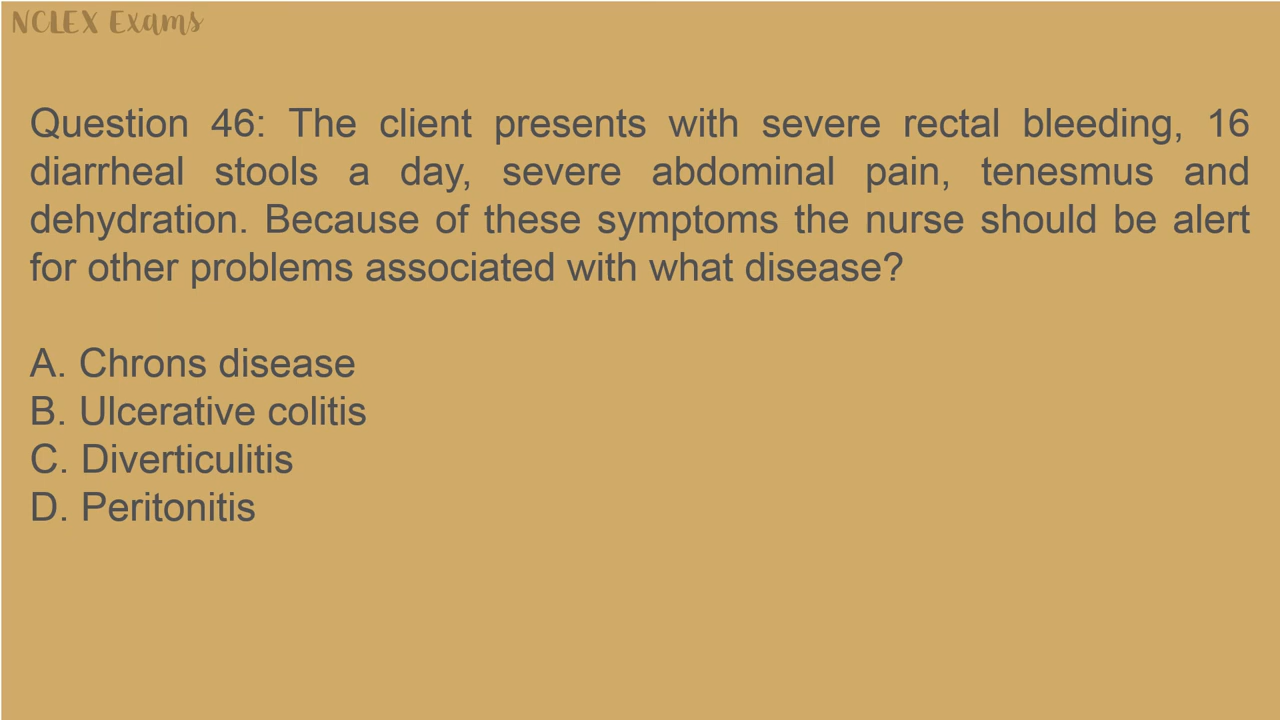 NCLEX Exams
Question 46: The client presents with severe rectal bleeding, 16
diarrheal stools a day, severe abdominal pain, tenesmus and
dehydration. Because of these symptoms the nurse should be alert
for other problems associated with what disease?
A. Chrons disease
B. Ulcerative colitis
C. Diverticulitis
D. Peritonitis